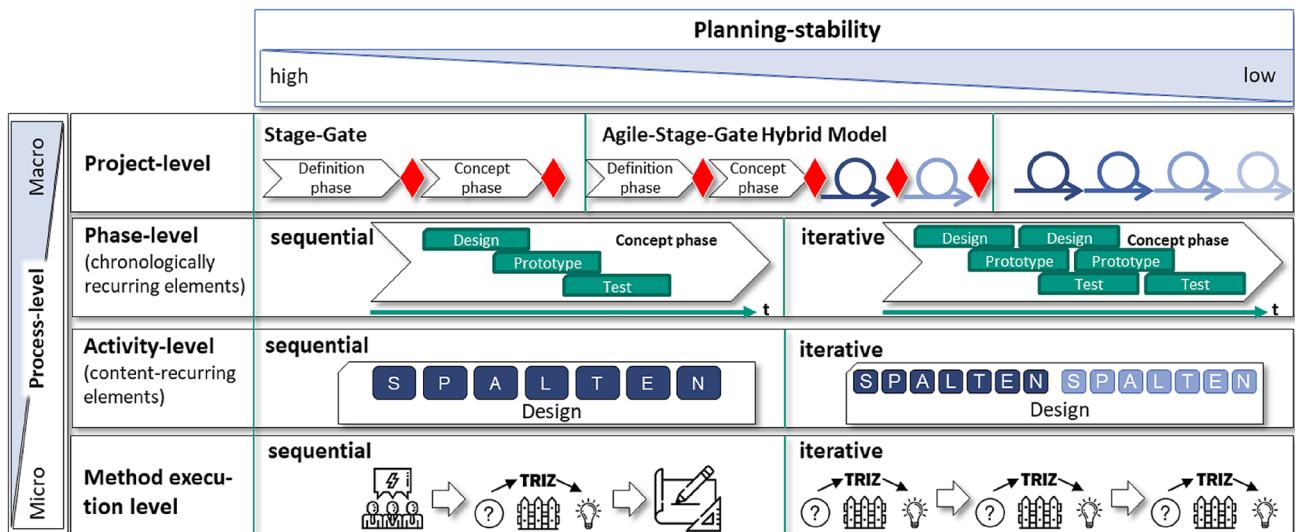 Planning-stability
high
low
Macro
Process-level
Micro
Project-level
Stage-Gate
Definition
phase
Concept
phase
Agile-Stage-Gate Hybrid Model
Definition
phase
Concept
phase
Phase-level
(chronologically
recurring elements)
sequential
Design
Prototype
Test
Concept phase
t
iterative
Design
Design
Concept phase
Prototype
Prototype
Test
Test
t
Activity-level
(content-recurring
elements)
sequential
S P A L T E N
Design
iterative
S P A L T E N S P A L T E N
Design
Method execu-
tion level
sequential
?
TRIZ
iterative
?
TRIZ
?
TRIZ
?
TRIZ